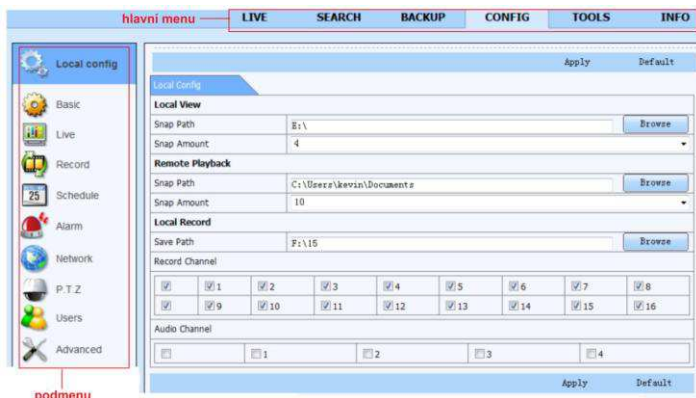 hlavní menu
LIVE SEARCH BACKUP CONFIG TOOLS INFO
Local config
Basic
Live
Record
25 Schedule
Alarm
Network
P.T.Z
Users
Advanced
podmenu
Apply Default
Local Config
Local View
Snap Path E:\ Browse
Snap Amount 4
Remote Playback
Snap Path C:\Users\kevin\Documents Browse
Snap Amount 10
Local Record
Save Path F:\15 Browse
Record Channel
1 2 3 4 5 6 7 8
9 10 11 12 13 14 15 16
Audio Channel
1 2 3 4
Apply Default